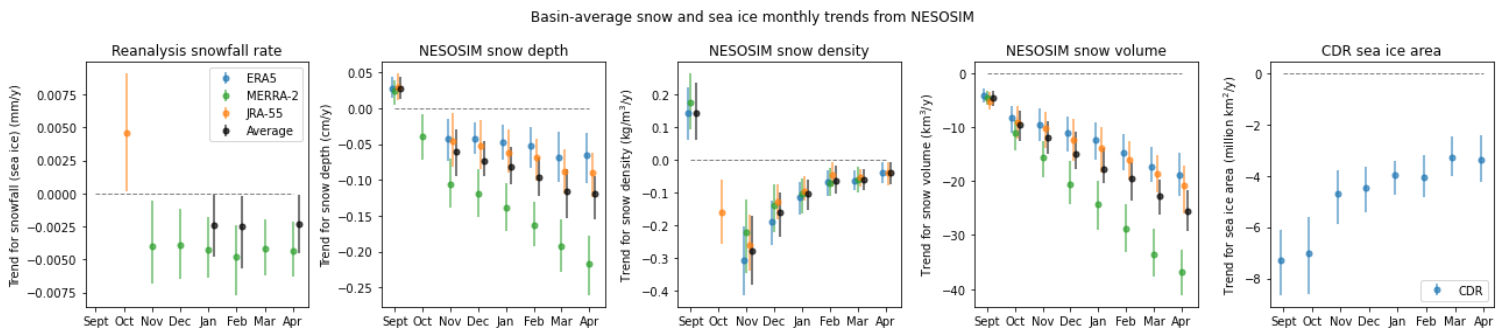 Basin-average snow and sea ice monthly trends from NESOSIM
Reanalysis snowfall rate
Trend for snowfall (sea ice) (mm/y)
0.0075
0.0050
0.0025
0.0000
−0.0025
−0.0050
−0.0075
ERA5
MERRA-2
JRA-55
Average
Sept Oct Nov Dec Jan Feb Mar Apr
NESOSIM snow depth
Trend for snow depth (cm/y)
0.05
0.00
−0.05
−0.10
−0.15
−0.20
−0.25
Sept Oct Nov Dec Jan Feb Mar Apr
NESOSIM snow density
Trend for snow density (kg/m³/y)
0.2
0.1
0.0
−0.1
−0.2
−0.3
−0.4
Sept Oct Nov Dec Jan Feb Mar Apr
NESOSIM snow volume
Trend for snow volume (km³/y)
0
−10
−20
−30
−40
Sept Oct Nov Dec Jan Feb Mar Apr
CDR sea ice area
Trend for sea ice area (million km²/y)
0
−2
−4
−6
−8
CDR
Sept Oct Nov Dec Jan Feb Mar Apr